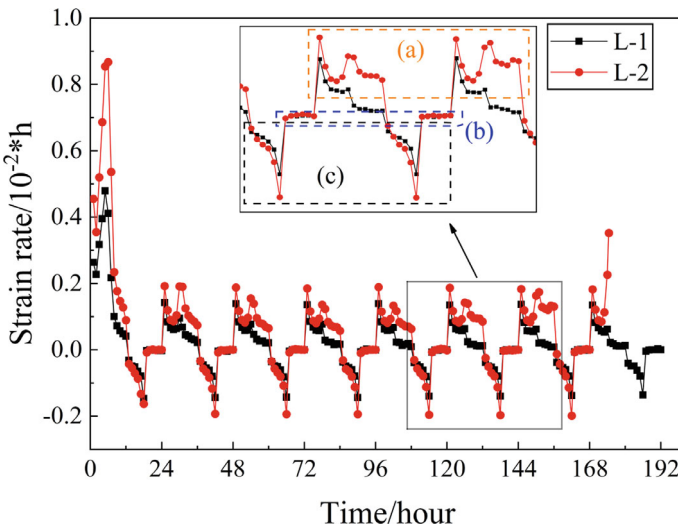 L-1
L-2
(a)
(b)
(c)
Strain rate/10⁻²*h
1.0
0.8
0.6
0.4
0.2
0.0
-0.2
0 24 48 72 96 120 144 168 192
Time/hour